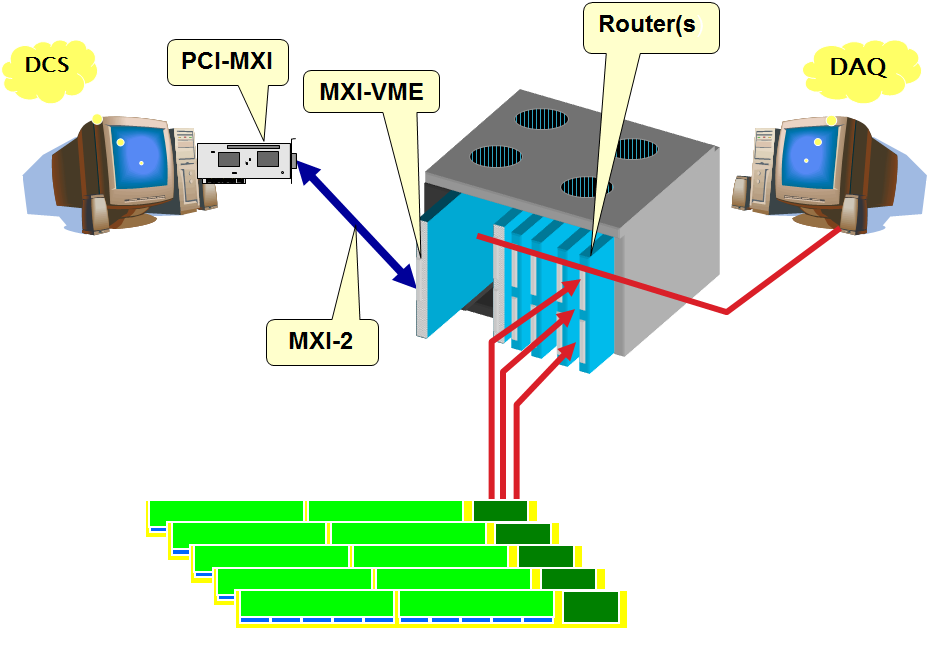 Router(s
DCS
PCI-MXI
DAQ
MXI-VME
MXI-2